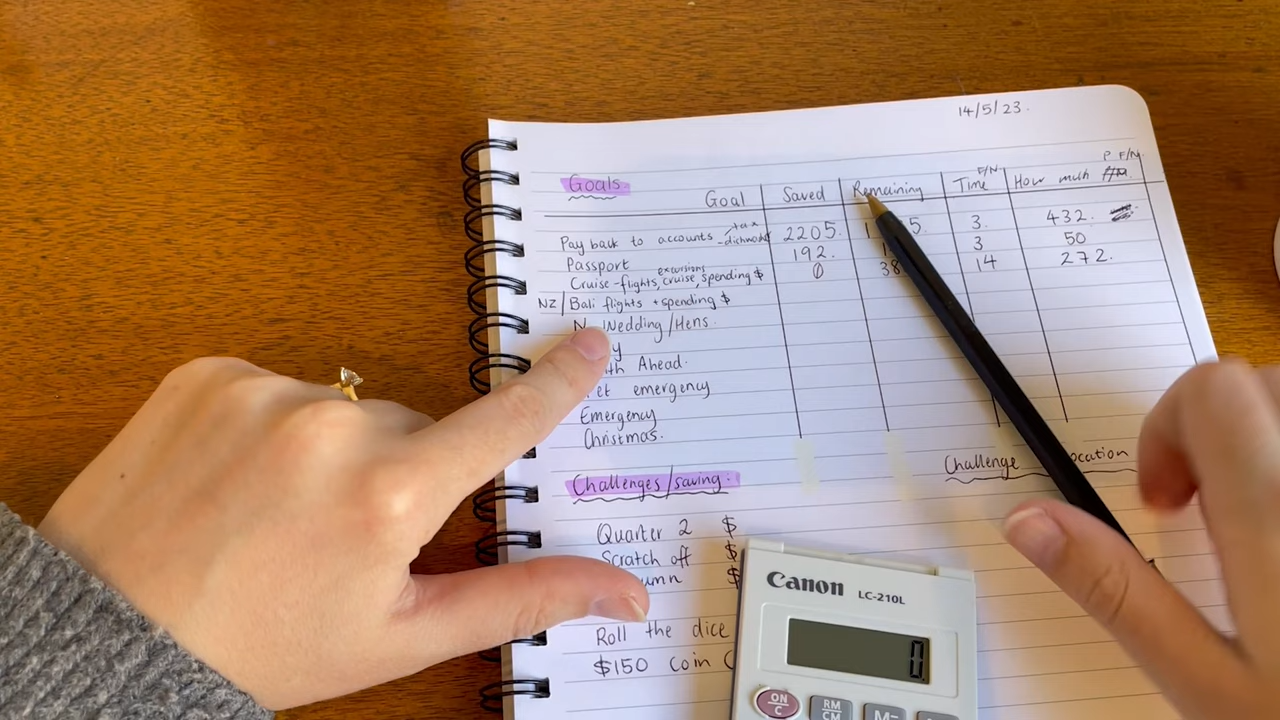 14/5/23.
Goals.
Goal Saved Remaining Time F/N How much P F/N.
Pay back to accounts tax 2205. 3. 432.
Passport 192. 3 50
Cruise - flights, cruise, excursions spending $ 0 14 272.
NZ/Bali flights + spending $
Wedding/Hens.
Ahead.
emergency
Emergency
Christmas.
Challenges/saving.
Challenge
Quarter 2 $
Scratch off $
$
Roll the dice
$150 coin
Canon LC-210L
0
ON/C RM/CM M-